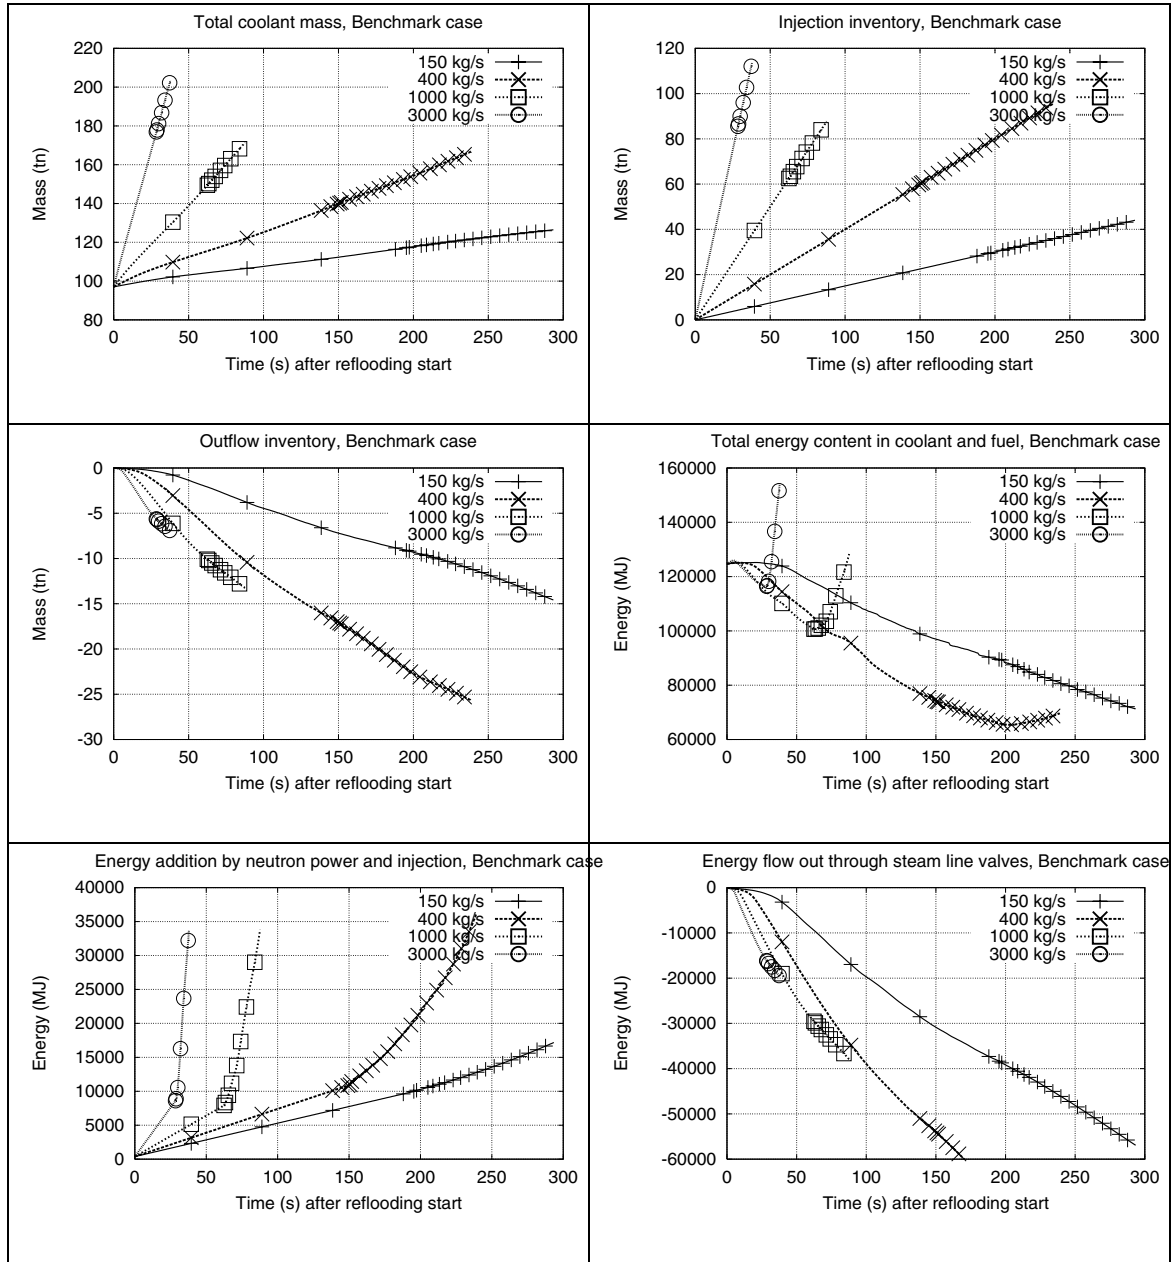 Total coolant mass, Benchmark case
220
200
180
160
140
120
100
80
0 50 100 150 200 250 300
Mass (tn)
Time (s) after reflooding start
150 kg/s
400 kg/s
1000 kg/s
3000 kg/s
Injection inventory, Benchmark case
120
100
80
60
40
20
0
0 50 100 150 200 250 300
Mass (tn)
Time (s) after reflooding start
150 kg/s
400 kg/s
1000 kg/s
3000 kg/s
Outflow inventory, Benchmark case
0
-5
-10
-15
-20
-25
-30
0 50 100 150 200 250 300
Mass (tn)
Time (s) after reflooding start
150 kg/s
400 kg/s
1000 kg/s
3000 kg/s
Total energy content in coolant and fuel, Benchmark case
160000
140000
120000
100000
80000
60000
0 50 100 150 200 250 300
Energy (MJ)
Time (s) after reflooding start
150 kg/s
400 kg/s
1000 kg/s
3000 kg/s
Energy addition by neutron power and injection, Benchmark case
40000
35000
30000
25000
20000
15000
10000
5000
0
0 50 100 150 200 250 300
Energy (MJ)
Time (s) after reflooding start
150 kg/s
400 kg/s
1000 kg/s
3000 kg/s
Energy flow out through steam line valves, Benchmark case
0
-10000
-20000
-30000
-40000
-50000
-60000
0 50 100 150 200 250 300
Energy (MJ)
Time (s) after reflooding start
150 kg/s
400 kg/s
1000 kg/s
3000 kg/s